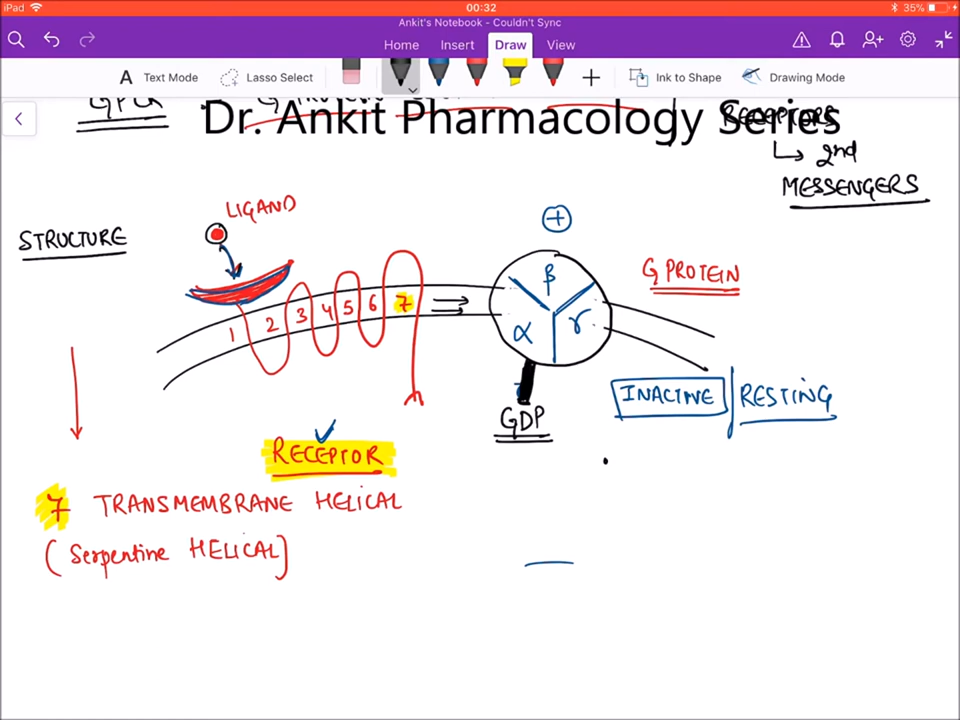 iPad
00:32
35%
Ankit's Notebook - Couldn't Sync
Home Insert Draw View
A Text Mode Lasso Select Ink to Shape Drawing Mode
GPCR
Dr. Ankit Pharmacology Series
RECEPTORS
2nd
MESSENGERS
STRUCTURE
LIGAND
+
G PROTEIN
1 2 3 4 5 6 7
β
α γ
GDP
INACTIVE RESTING
RECEPTOR
7 TRANSMEMBRANE HELICAL
(Serpentine HELICAL)